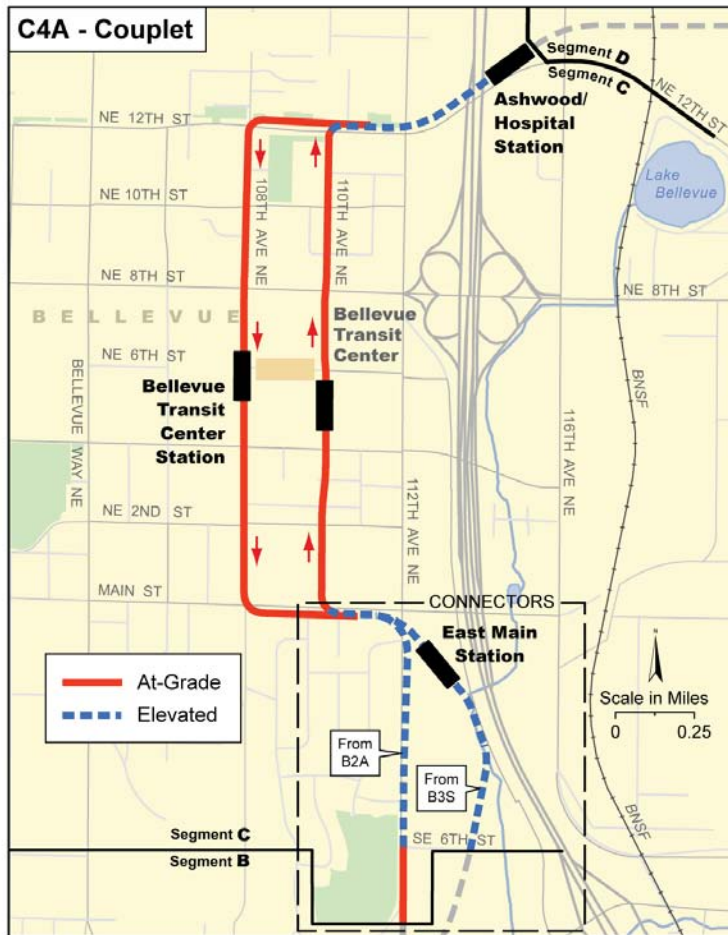 C4A - Couplet
Segment D
Segment C
Ashwood/
Hospital
Station
NE 12TH ST
NE 12TH ST
Lake
Bellevue
NE 10TH ST
108TH AVE NE
110TH AVE NE
NE 8TH ST
NE 8TH ST
BELLEVUE
Bellevue
Transit
Center
NE 6TH ST
BELLEVUE WAY NE
Bellevue
Transit
Center
Station
BNSF
116TH AVE NE
112TH AVE NE
NE 2ND ST
MAIN ST
CONNECTORS
East Main
Station
At-Grade
Elevated
N
Scale in Miles
0 0.25
From
B2A
From
B3S
BNSF
Segment C
Segment B
SE 6TH ST